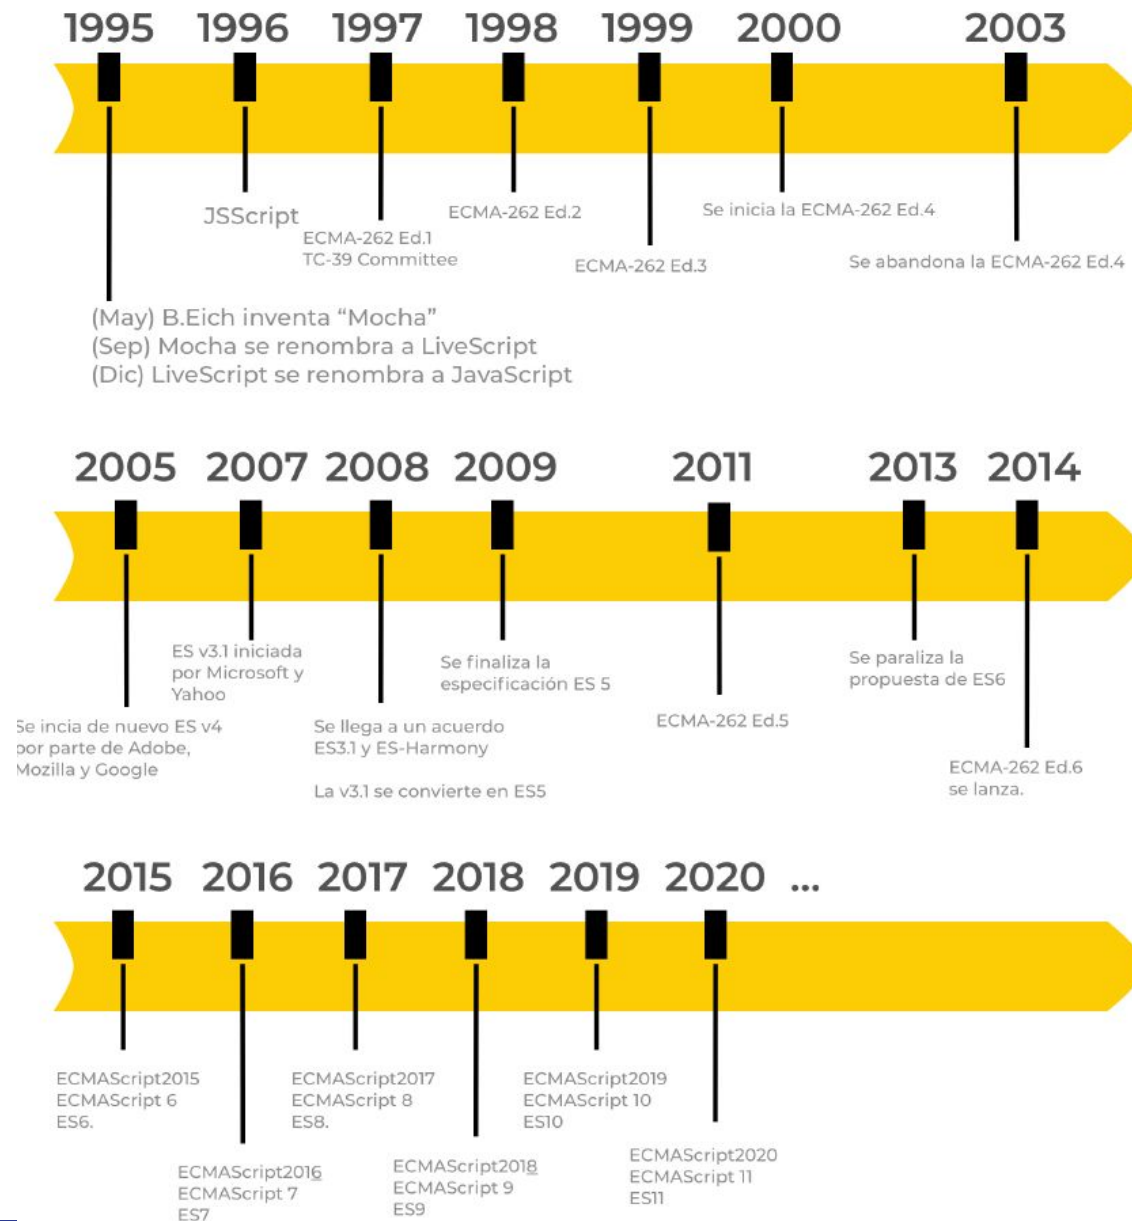 1995 1996 1997 1998 1999 2000 2003
JSScript
ECMA-262 Ed.1
TC-39 Committee
ECMA-262 Ed.2
ECMA-262 Ed.3
Se inicia la ECMA-262 Ed.4
Se abandona la ECMA-262 Ed.4
(May) B.Eich inventa “Mocha”
(Sep) Mocha se renombra a LiveScript
(Dic) LiveScript se renombra a JavaScript
2005 2007 2008 2009 2011 2013 2014
Se incia de nuevo ES v4
por parte de Adobe,
Mozilla y Google
ES v3.1 iniciada
por Microsoft y
Yahoo
Se llega a un acuerdo
ES3.1 y ES-Harmony
La v3.1 se convierte en ES5
Se finaliza la
especificación ES 5
ECMA-262 Ed.5
Se paraliza la
propuesta de ES6
ECMA-262 Ed.6
se lanza.
2015 2016 2017 2018 2019 2020 ...
ECMAScript2015
ECMAScript 6
ES6.
ECMAScript2016
ECMAScript 7
ES7
ECMAScript2017
ECMAScript 8
ES8.
ECMAScript2018
ECMAScript 9
ES9
ECMAScript2019
ECMAScript 10
ES10
ECMAScript2020
ECMAScript 11
ES11